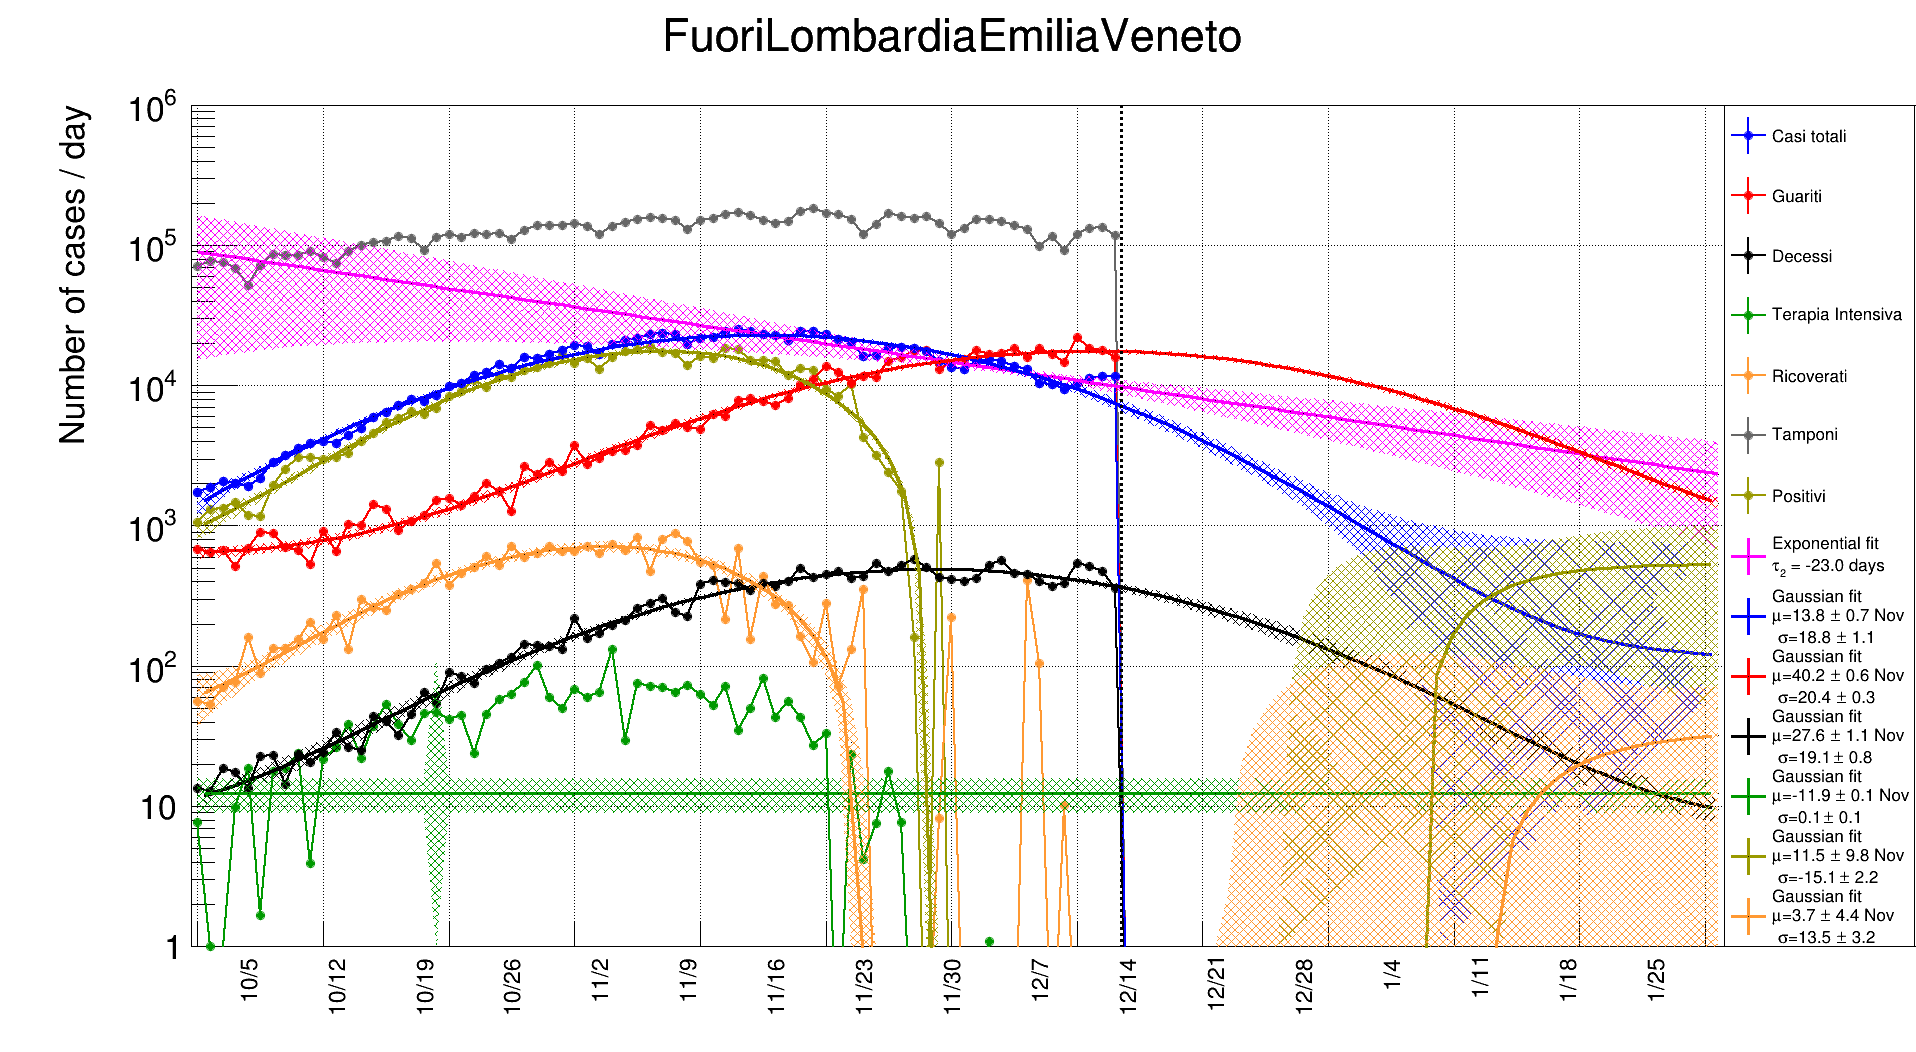 FuoriLombardiaEmiliaVeneto
Number of cases / day
10^6
10^5
10^4
10^3
10^2
10
1
10/5
10/12
10/19
10/26
11/2
11/9
11/16
11/23
11/30
12/7
12/14
12/21
12/28
1/4
1/11
1/18
1/25
Casi totali
Guariti
Decessi
Terapia Intensiva
Ricoverati
Tamponi
Positivi
Exponential fit
τ₂ = -23.0 days
Gaussian fit
μ=13.8 ± 0.7 Nov
σ=18.8 ± 1.1
Gaussian fit
μ=40.2 ± 0.6 Nov
σ=20.4 ± 0.3
Gaussian fit
μ=27.6 ± 1.1 Nov
σ=19.1 ± 0.8
Gaussian fit
μ=-11.9 ± 0.1 Nov
σ=0.1 ± 0.1
Gaussian fit
μ=11.5 ± 9.8 Nov
σ=-15.1 ± 2.2
Gaussian fit
μ=3.7 ± 4.4 Nov
σ=13.5 ± 3.2